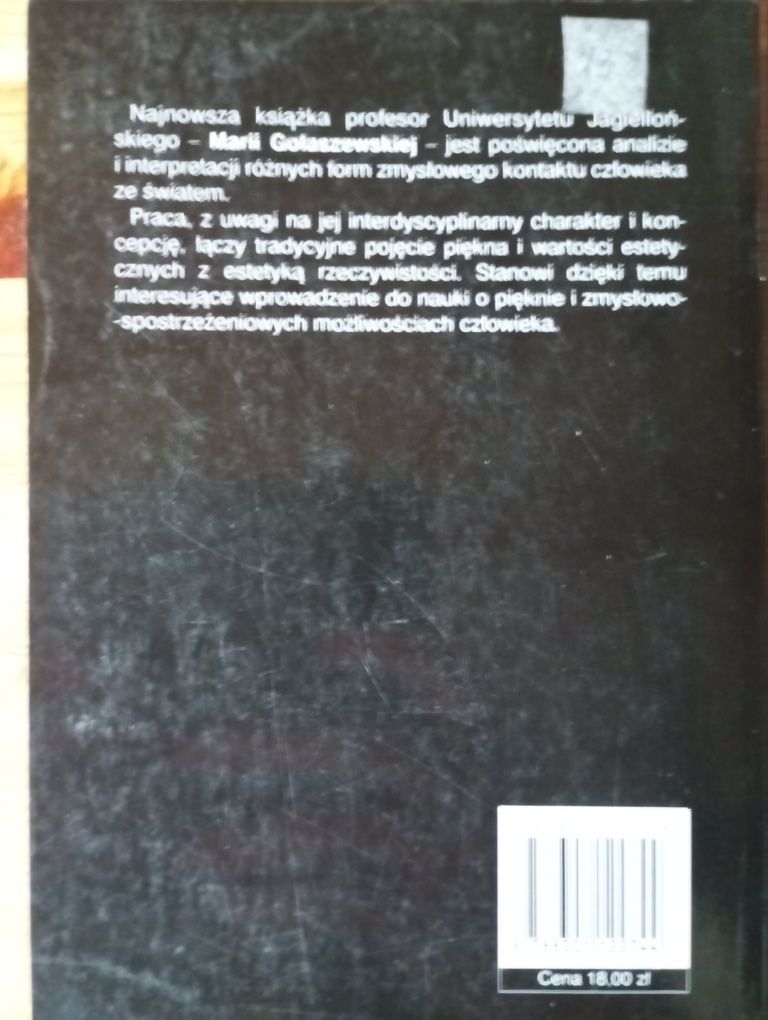 Najnowsza książka profesor Uniwersytetu Jagielloń-
skiego – Marii Gołaszewskiej – jest poświęcona analizie
i interpretacji różnych form zmysłowego kontaktu człowieka
ze światem.
Praca, z uwagi na jej interdyscyplinarny charakter i kon-
cepcję, łączy tradycyjne pojęcie piękna i wartości estety-
cznych z estetyką rzeczywistości. Stanowi dzięki temu
interesujące wprowadzenie do nauki o pięknie i zmysłowo-
-spostrzeżeniowych możliwościach człowieka.
Cena 18,00 zł